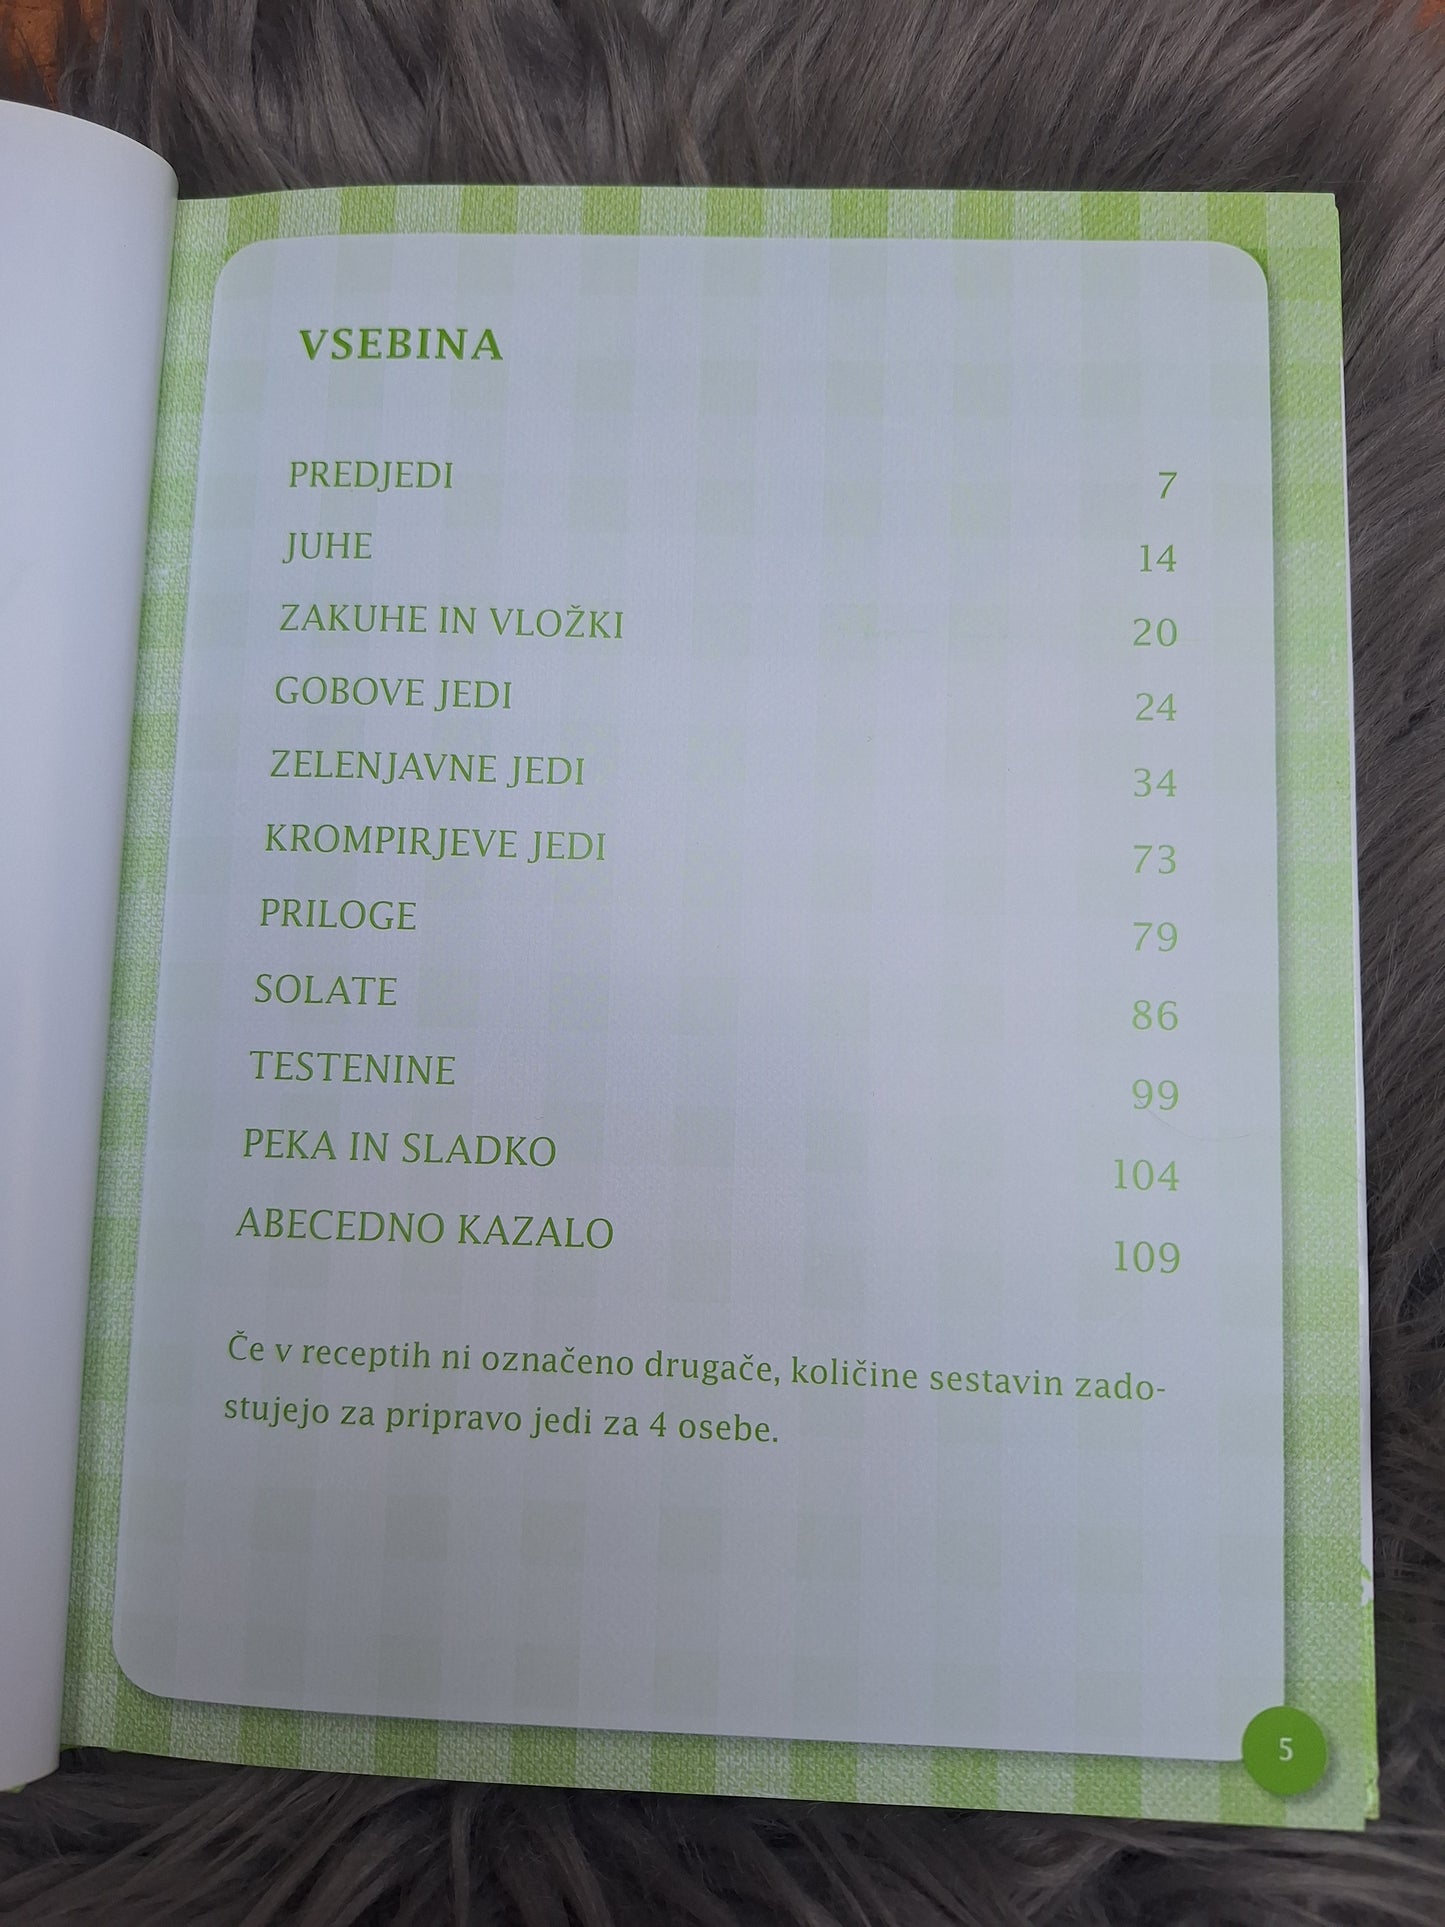 VSEBINA
PREDJEDI 7
JUHE 14
ZAKUHE IN VLOŽKI 20
GOBOVE JEDI 24
ZELENJAVNE JEDI 34
KROMPIRJEVE JEDI 73
PRILOGE 79
SOLATE 86
TESTENINE 99
PEKA IN SLADKO 104
ABECEDNO KAZALO 109
Če v receptih ni označeno drugače, količine sestavin zado-
stujejo za pripravo jedi za 4 osebe.
5